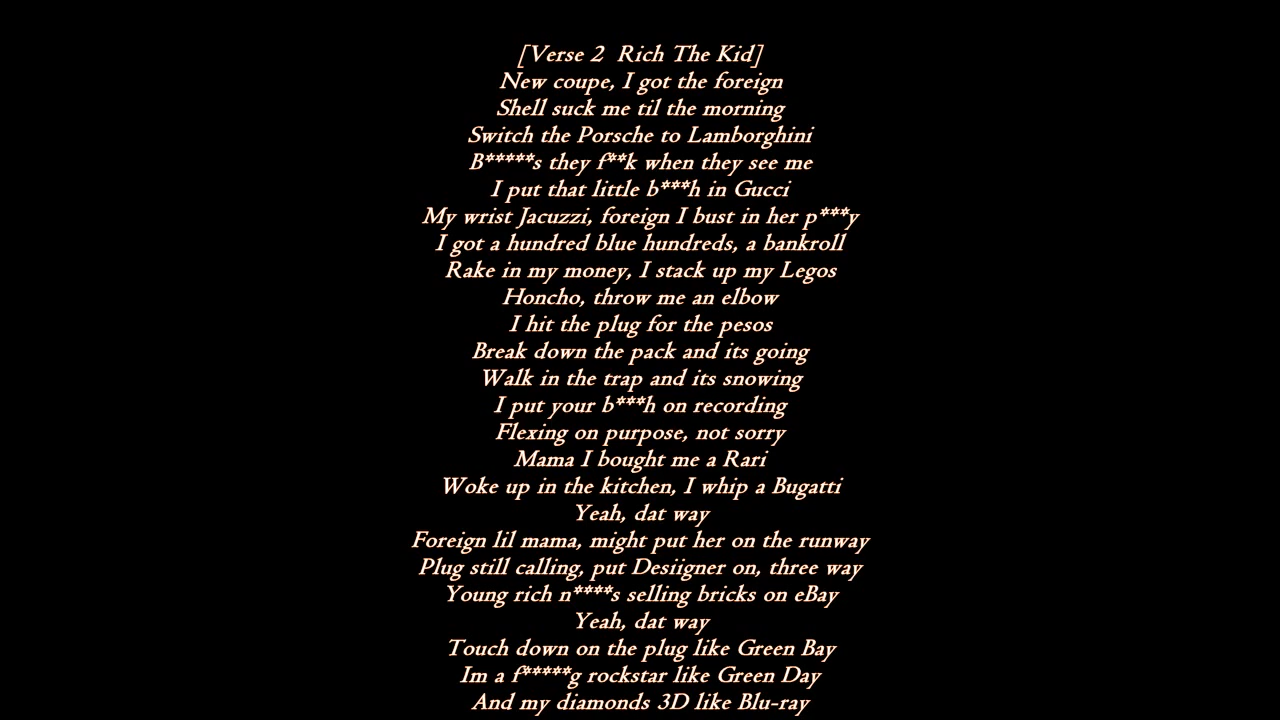 [Verse 2 Rich The Kid]
New coupe, I got the foreign
Shell suck me til the morning
Switch the Porsche to Lamborghini
B*****s they f**k when they see me
I put that little b***h in Gucci
My wrist Jacuzzi, foreign I bust in her p***y
I got a hundred blue hundreds, a bankroll
Rake in my money, I stack up my Legos
Honcho, throw me an elbow
I hit the plug for the pesos
Break down the pack and its going
Walk in the trap and its snowing
I put your b***h on recording
Flexing on purpose, not sorry
Mama I bought me a Rari
Woke up in the kitchen, I whip a Bugatti
Yeah, dat way
Foreign lil mama, might put her on the runway
Plug still calling, put Desiigner on, three way
Young rich n****s selling bricks on eBay
Yeah, dat way
Touch down on the plug like Green Bay
Im a f*****g rockstar like Green Day
And my diamonds 3D like Blu-ray